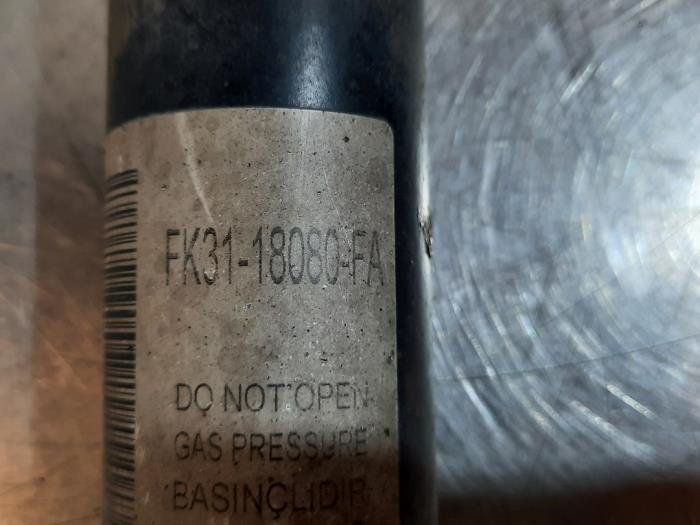 FK31-18080-FA
DO NOT OPEN
GAS PRESSURE
BASINÇLIDIR